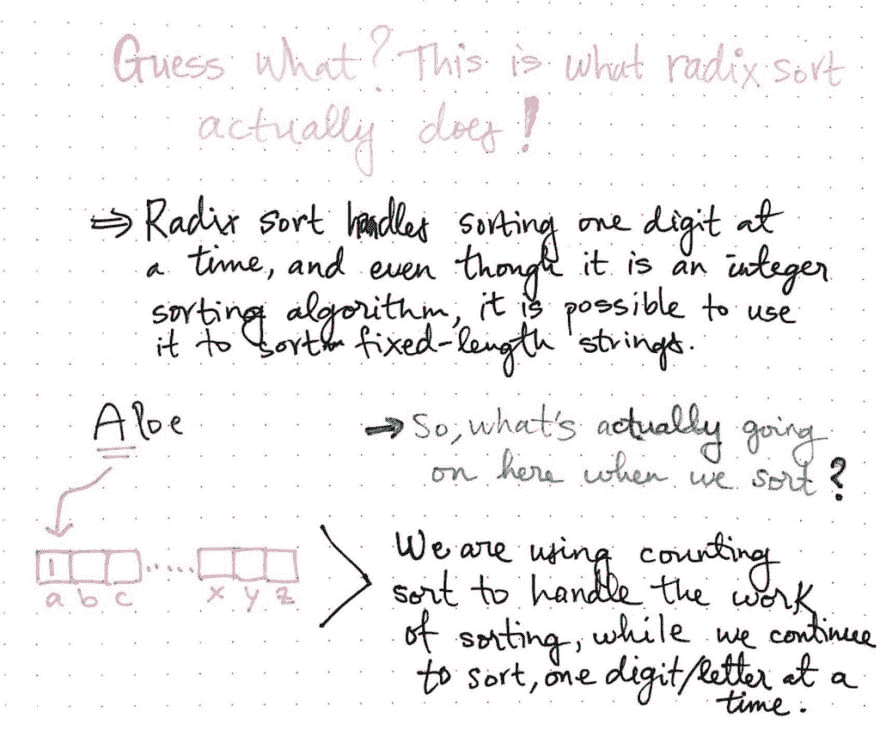 Guess what? This is what radix sort
actually does!
⇒ Radix sort handles sorting one digit at
a time, and even though it is an integer
sorting algorithm, it is possible to use
it to sort fixed-length strings.
Aloe
→ So, what's actually going
on here when we sort?
1 ......
a b c x y z
We are using counting
sort to handle the work
of sorting, while we continue
to sort, one digit/letter at a
time.